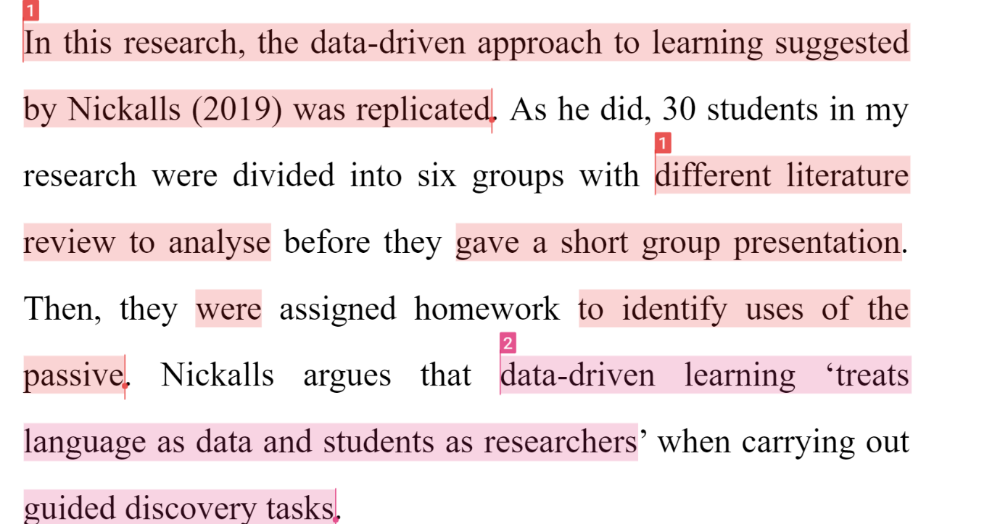 1
In this research, the data-driven approach to learning suggested
by Nickalls (2019) was replicated. As he did, 30 students in my
1
research were divided into six groups with different literature
review to analyse before they gave a short group presentation.
Then, they were assigned homework to identify uses of the
2
passive. Nickalls argues that data-driven learning ‘treats
language as data and students as researchers’ when carrying out
guided discovery tasks.